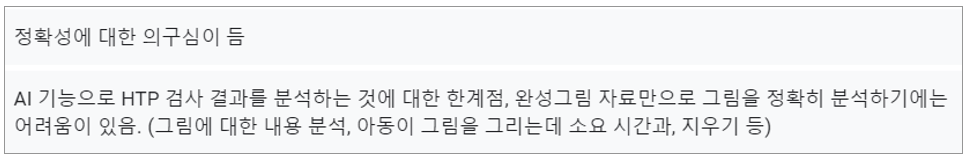 정확성에 대한 의구심이 듬
AI 기능으로 HTP 검사 결과를 분석하는 것에 대한 한계점, 완성그림 자료만으로 그림을 정확히 분석하기에는
어려움이 있음. (그림에 대한 내용 분석, 아동이 그림을 그리는데 소요 시간과, 지우기 등)